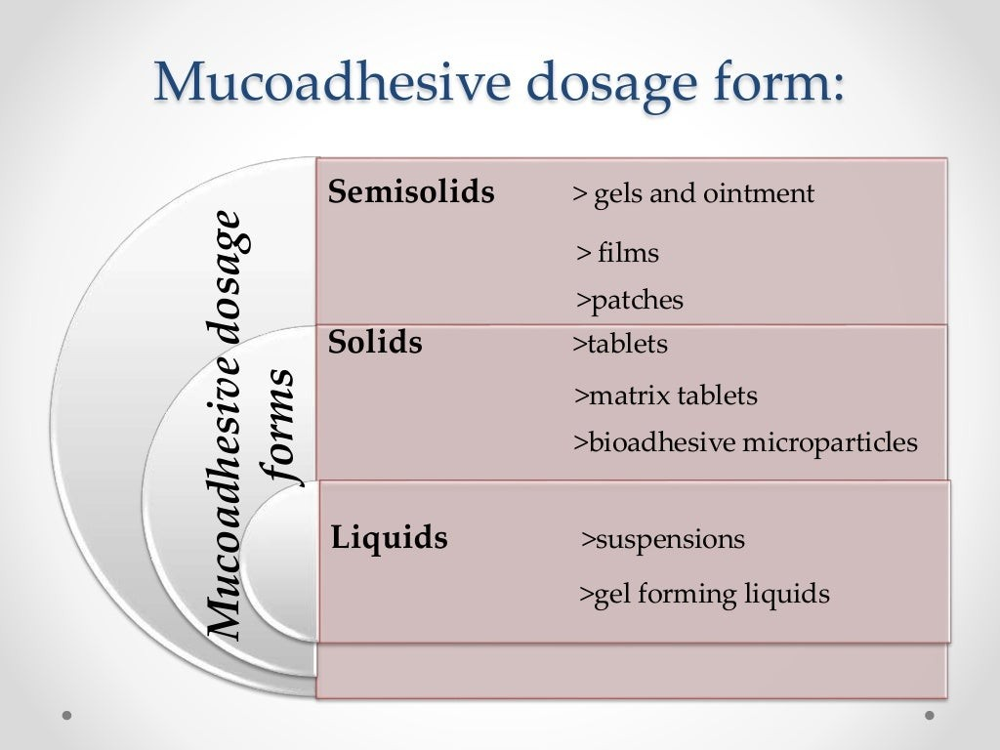 Mucoadhesive dosage form:
Mucoadhesive dosage
forms
Semisolids > gels and ointment
> films
>patches
Solids >tablets
>matrix tablets
>bioadhesive microparticles
Liquids >suspensions
>gel forming liquids